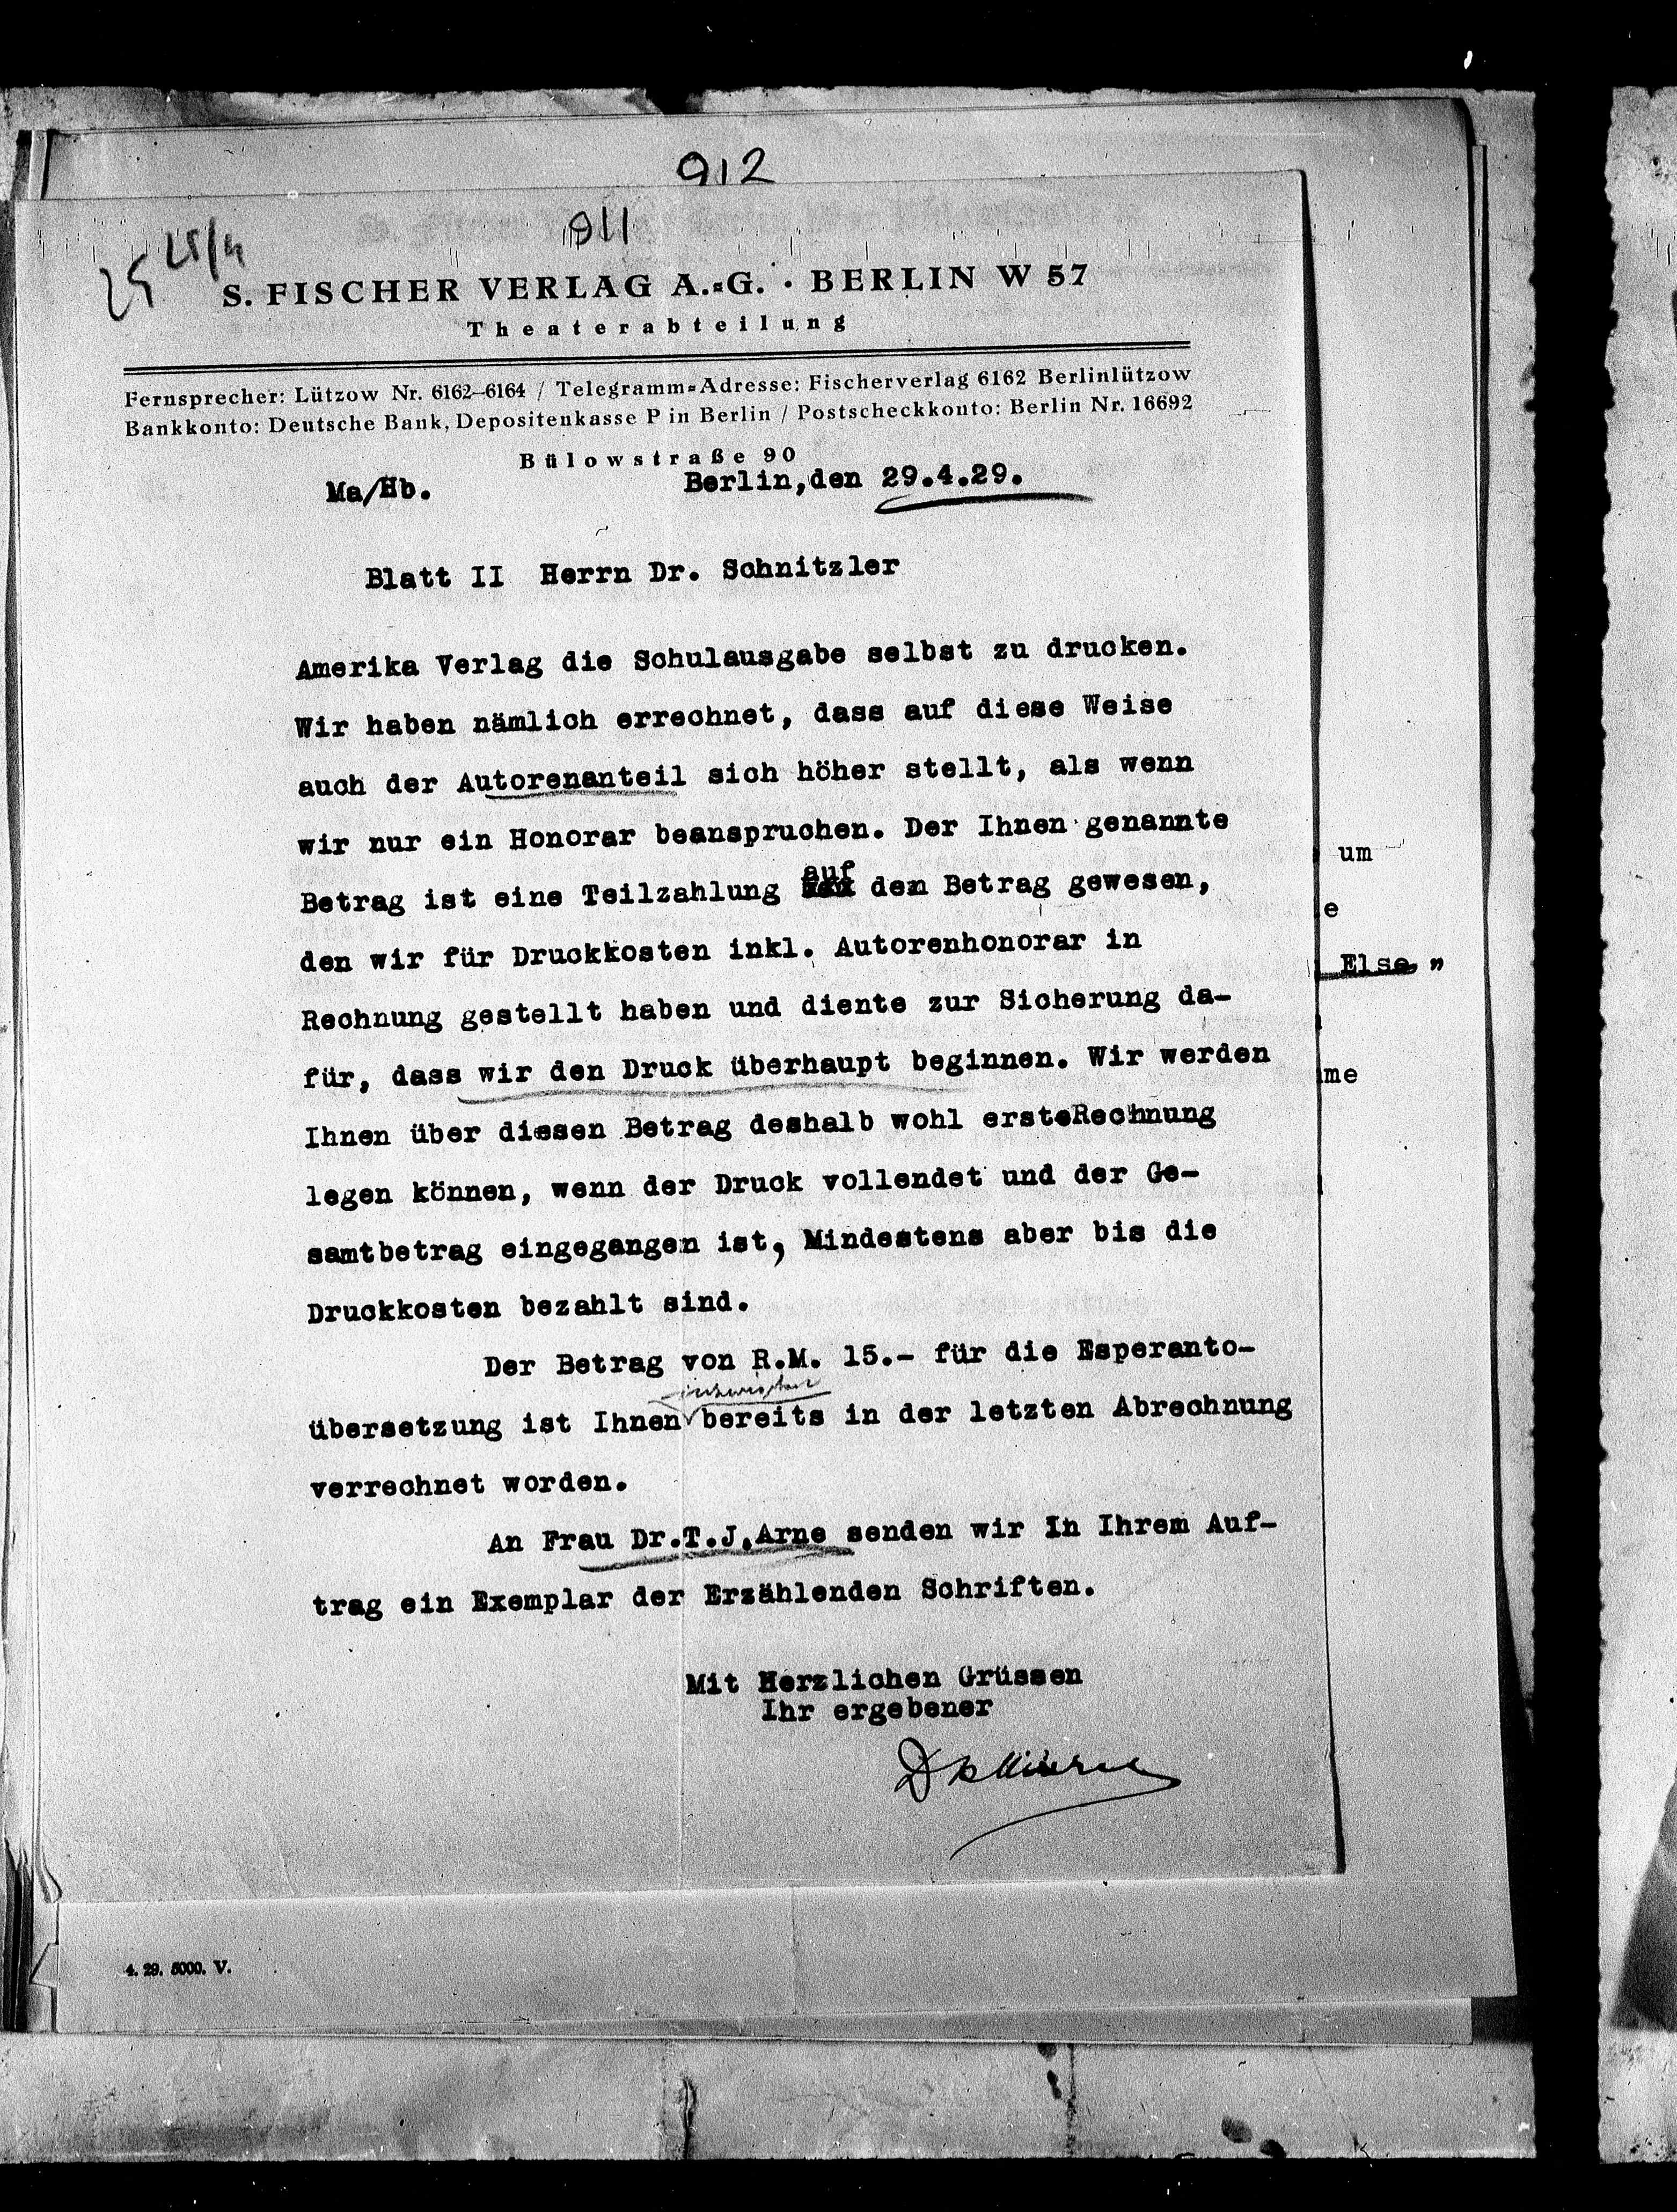 912
911
25
S. FISCHER VERLAG A.=G. · BERLIN W 57
Theaterabteilung
Fernsprecher: Lützow Nr. 6162–6164 / Telegramm=Adresse: Fischerverlag 6162 Berlinlützow
Bankkonto: Deutsche Bank, Depositenkasse P in Berlin / Postscheckkonto: Berlin Nr. 16692
Bülowstraße 90
Ma/Hb. Berlin,den 29.4.29.
Blatt II Herrn Dr. Schnitzler
Amerika Verlag die Schulausgabe selbst zu drucken.
Wir haben nämlich errechnet, dass auf diese Weise
auch der Autorenanteil sich höher stellt, als wenn
wir nur ein Honorar beanspruchen. Der Ihnen genannte
Betrag ist eine Teilzahlung auf den Betrag gewesen,
den wir für Druckkosten inkl. Autorenhonorar in
Rechnung gestellt haben und diente zur Sicherung da-
für, dass wir den Druck überhaupt beginnen. Wir werden
Ihnen über diesen Betrag deshalb wohl ersteRechnung
legen können, wenn der Druck vollendet und der Ge-
samtbetrag eingegangen ist, Mindestens aber bis die
Druckkosten bezahlt sind.
Der Betrag von R.M. 15.- für die Esperanto-
inzwischen
übersetzung ist Ihnen bereits in der letzten Abrechnung
verrechnet worden.
An Frau Dr.T.J.Arne senden wir In Ihrem Auf-
trag ein Exemplar der Erzählenden Schriften.
Mit Herzlichen Grüssen
Ihr ergebener
um
e
Else "
me
4. 29. 5000. V.